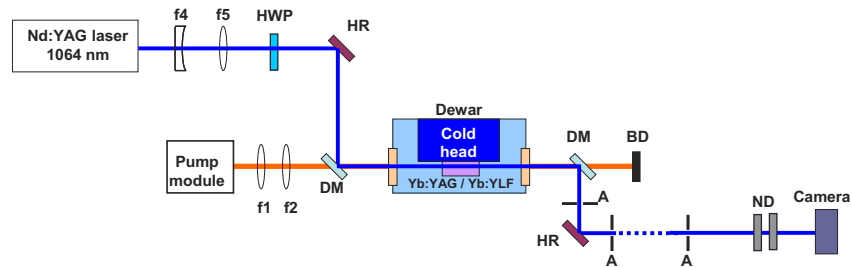 f4
f5
HWP
HR
Nd:YAG laser
1064 nm
Dewar
Cold
head
DM
BD
Pump
module
DM
Yb:YAG / Yb:YLF
f1
f2
A
HR
A
A
ND
Camera